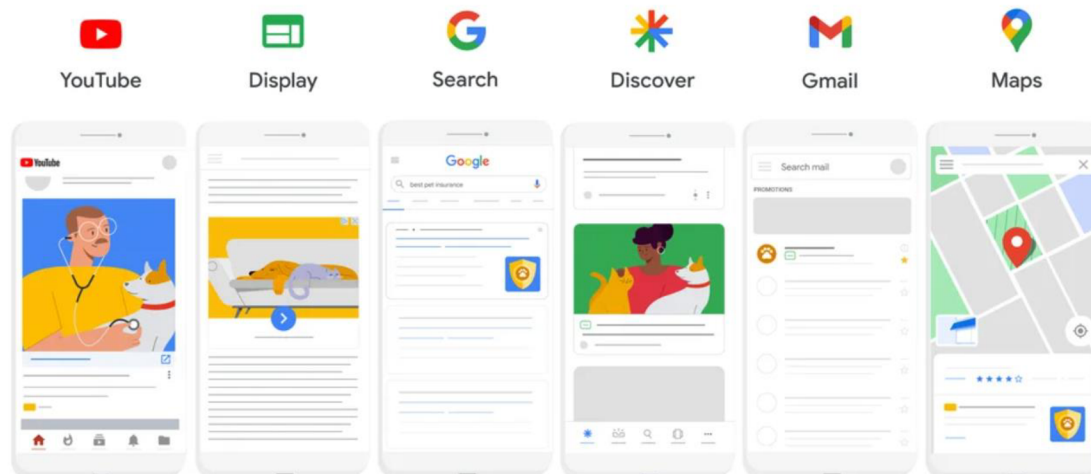 YouTube
Display
Search
Discover
Gmail
Maps
YouTube
Google
best pet insurance
Search mail
PROMOTIONS